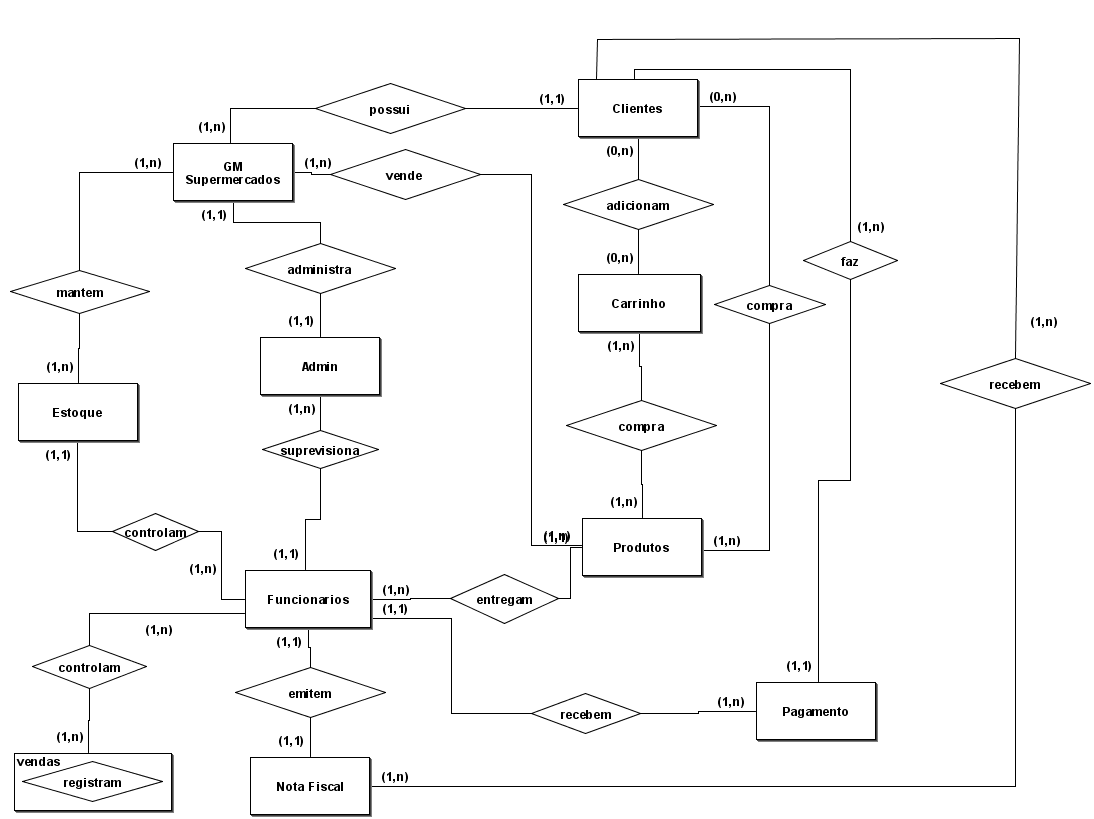 possui
(1,1)
Clientes
(0,n)
(1,n)
(1,n)
GM
Supermercados
(1,n)
vende
(0,n)
(1,1)
adicionam
(1,n)
administra
(0,n)
faz
mantem
Carrinho
compra
(1,1)
(1,n)
(1,n)
(1,n)
Admin
recebem
Estoque
(1,n)
compra
(1,1)
suprevisiona
(1,n)
controlam
Produtos
(1,n)
(1,1)
(1,n)
Funcionarios
(1,n)
entregam
(1,1)
(1,n)
(1,1)
controlam
(1,1)
emitem
(1,n)
Pagamento
recebem
(1,n)
(1,1)
vendas
registram
Nota Fiscal
(1,n)